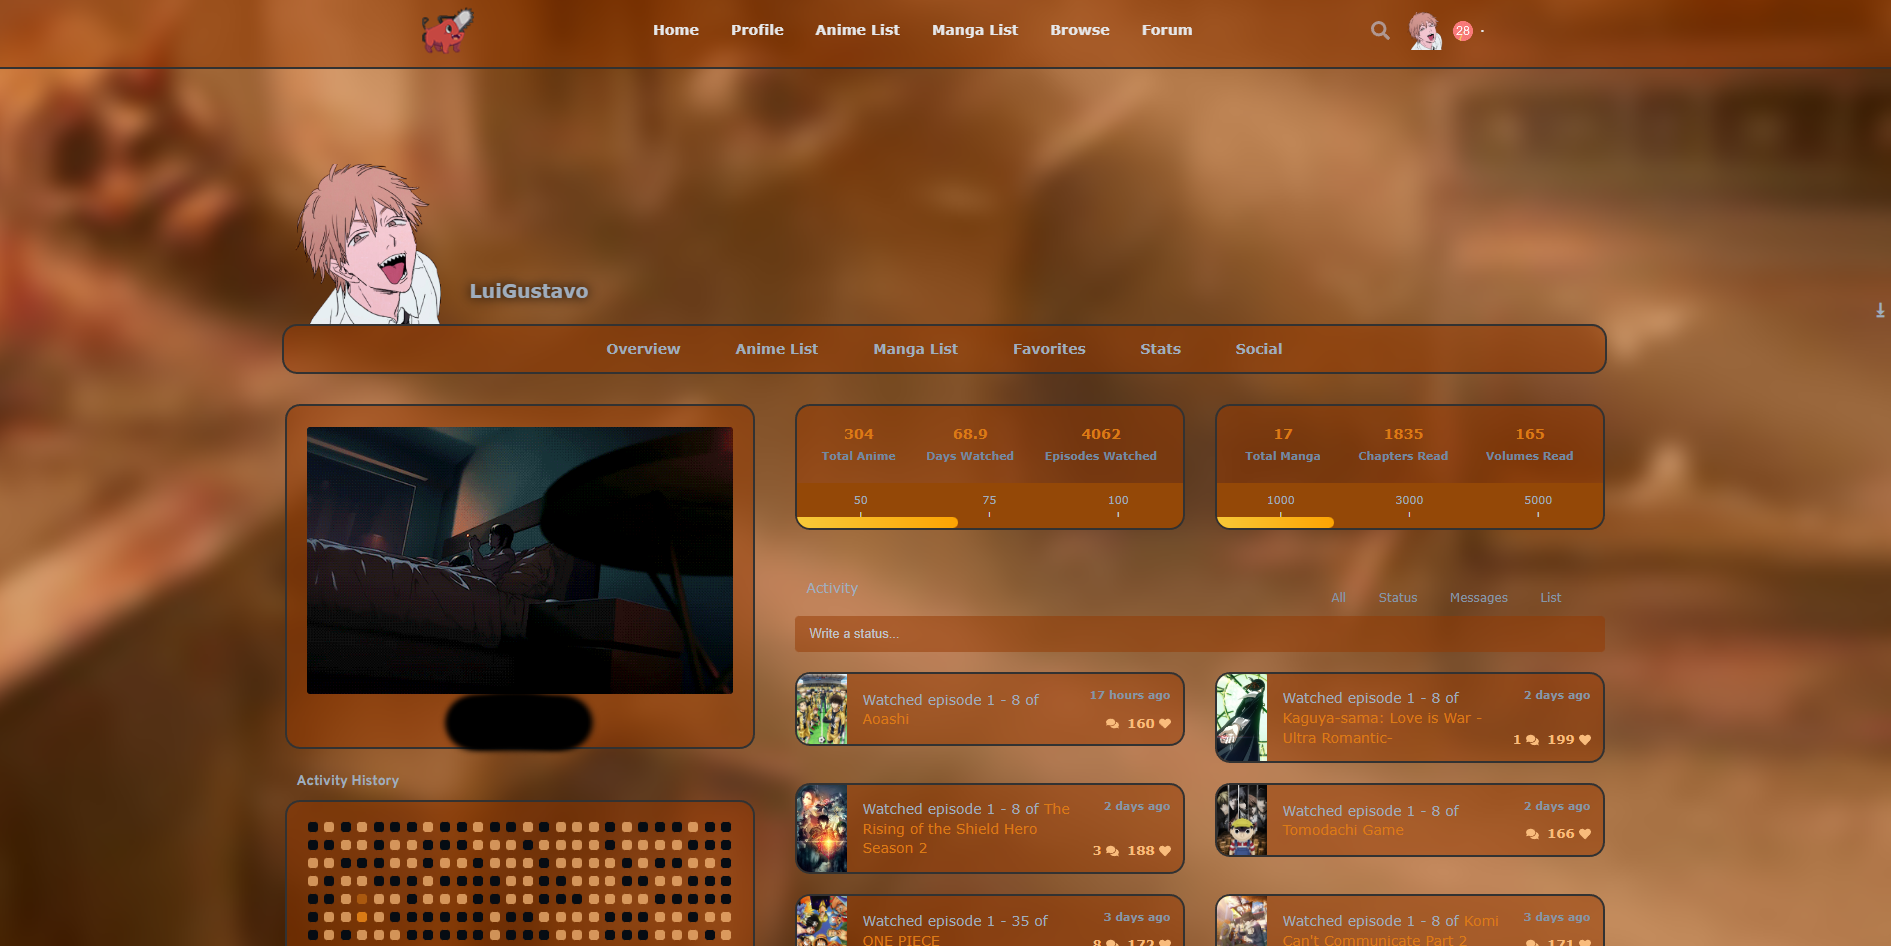 Home Profile Anime List Manga List Browse Forum
28
LuiGustavo
Overview Anime List Manga List Favorites Stats Social
304 68.9 4062
Total Anime Days Watched Episodes Watched
50 75 100
17 1835 165
Total Manga Chapters Read Volumes Read
1000 3000 5000
Activity
All Status Messages List
Write a status...
Watched episode 1 - 8 of
Aoashi
17 hours ago
160
Watched episode 1 - 8 of
Kaguya-sama: Love is War -
Ultra Romantic-
2 days ago
1 199
Activity History
Watched episode 1 - 8 of The
Rising of the Shield Hero
Season 2
2 days ago
3 188
Watched episode 1 - 8 of
Tomodachi Game
2 days ago
166
Watched episode 1 - 35 of
ONE PIECE
3 days ago
8 172
Watched episode 1 - 8 of Komi
Can't Communicate Part 2
3 days ago
171